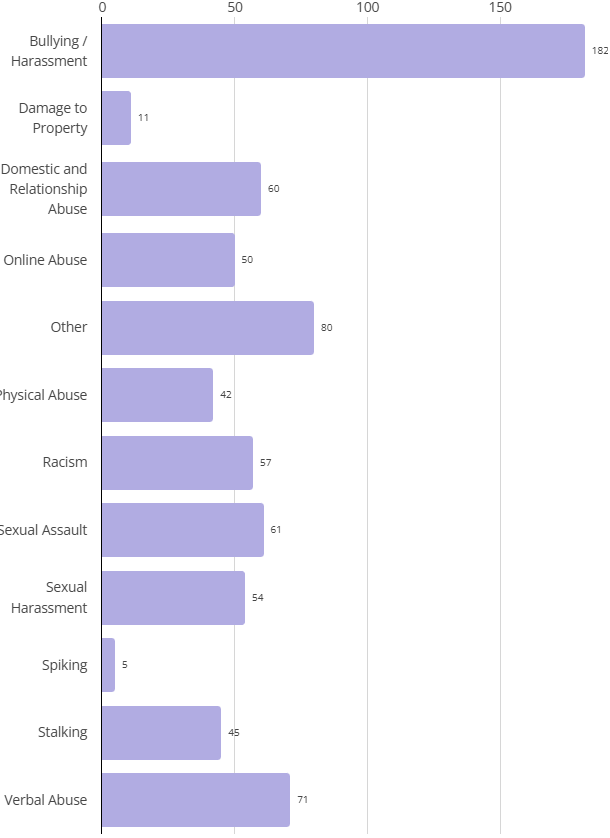 0 50 100 150
Bullying /
Harassment
182
Damage to
Property
11
Domestic and
Relationship
Abuse
60
Online Abuse
50
Other
80
Physical Abuse
42
Racism
57
Sexual Assault
61
Sexual
Harassment
54
Spiking
5
Stalking
45
Verbal Abuse
71